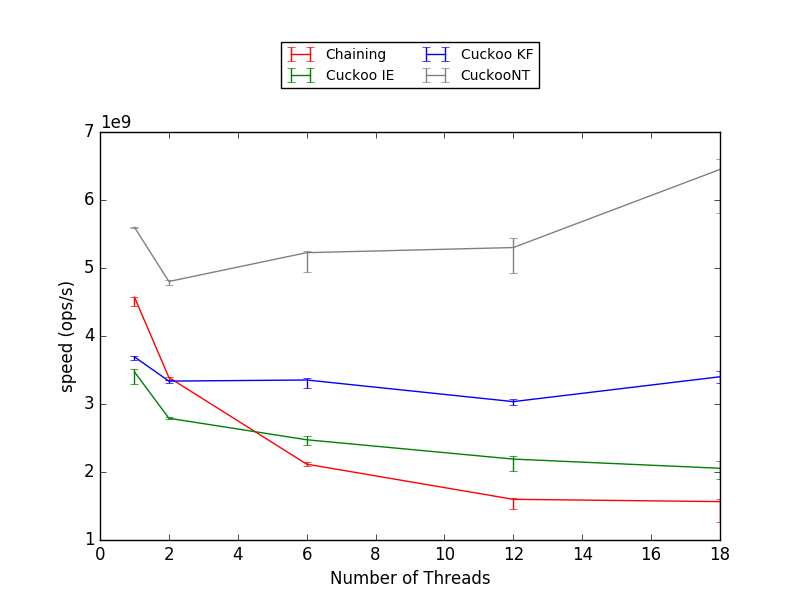 Chaining Cuckoo KF
Cuckoo IE CuckooNT
1e9
7
6
5
4
3
2
1
speed (ops/s)
0 2 4 6 8 10 12 14 16 18
Number of Threads